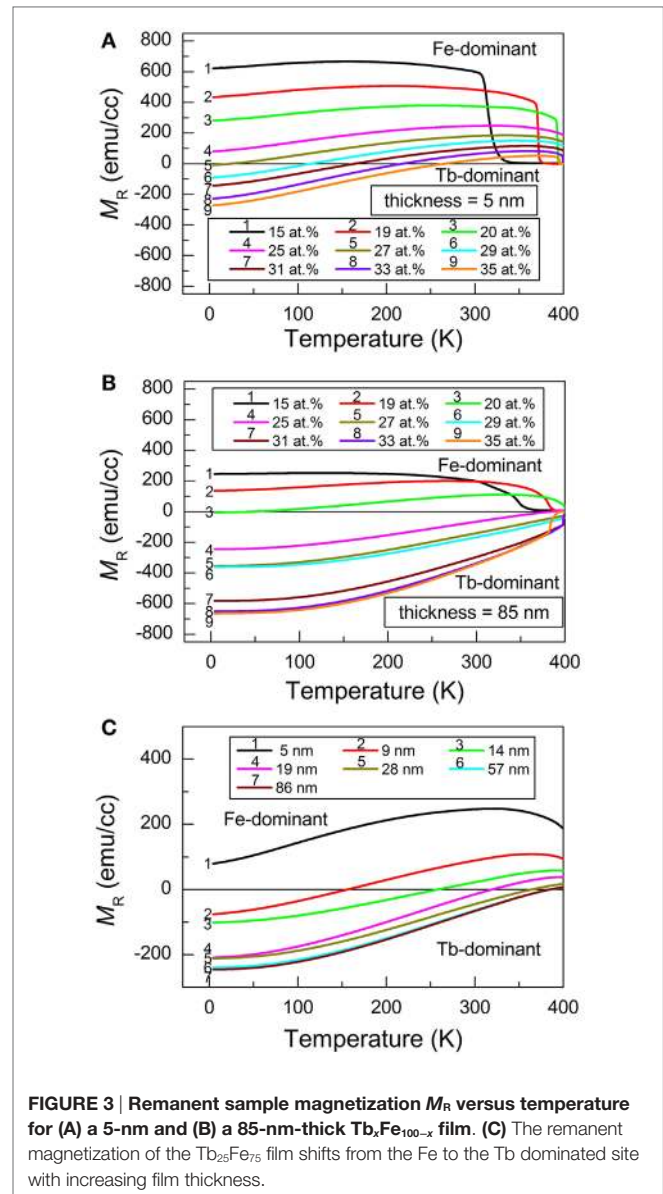 A
800
600
400
200
0
-200
-400
-600
-800
M_R (emu/cc)
Fe-dominant
Tb-dominant
thickness = 5 nm
1 2 3 4 5 6 7 8 9
1 15 at.% 2 19 at.% 3 20 at.%
4 25 at.% 5 27 at.% 6 29 at.%
7 31 at.% 8 33 at.% 9 35 at.%
0 100 200 300 400
Temperature (K)
B
800
600
400
200
0
-200
-400
-600
-800
M_R (emu/cc)
1 15 at.% 2 19 at.% 3 20 at.%
4 25 at.% 5 27 at.% 6 29 at.%
7 31 at.% 8 33 at.% 9 35 at.%
Fe-dominant
1 2 3 4 5 6 7 8 9
Tb-dominant
thickness = 85 nm
0 100 200 300 400
Temperature (K)
C
400
200
0
-200
M_R (emu/cc)
1 5 nm 2 9 nm 3 14 nm
4 19 nm 5 28 nm 6 57 nm
7 86 nm
Fe-dominant
1 2 3 4 5 6 7
Tb-dominant
0 100 200 300 400
Temperature (K)
FIGURE 3 | Remanent sample magnetization M_R versus temperature
for (A) a 5-nm and (B) a 85-nm-thick Tb_xFe_{100−x} film. (C) The remanent
magnetization of the Tb₂₅Fe₇₅ film shifts from the Fe to the Tb dominated site
with increasing film thickness.